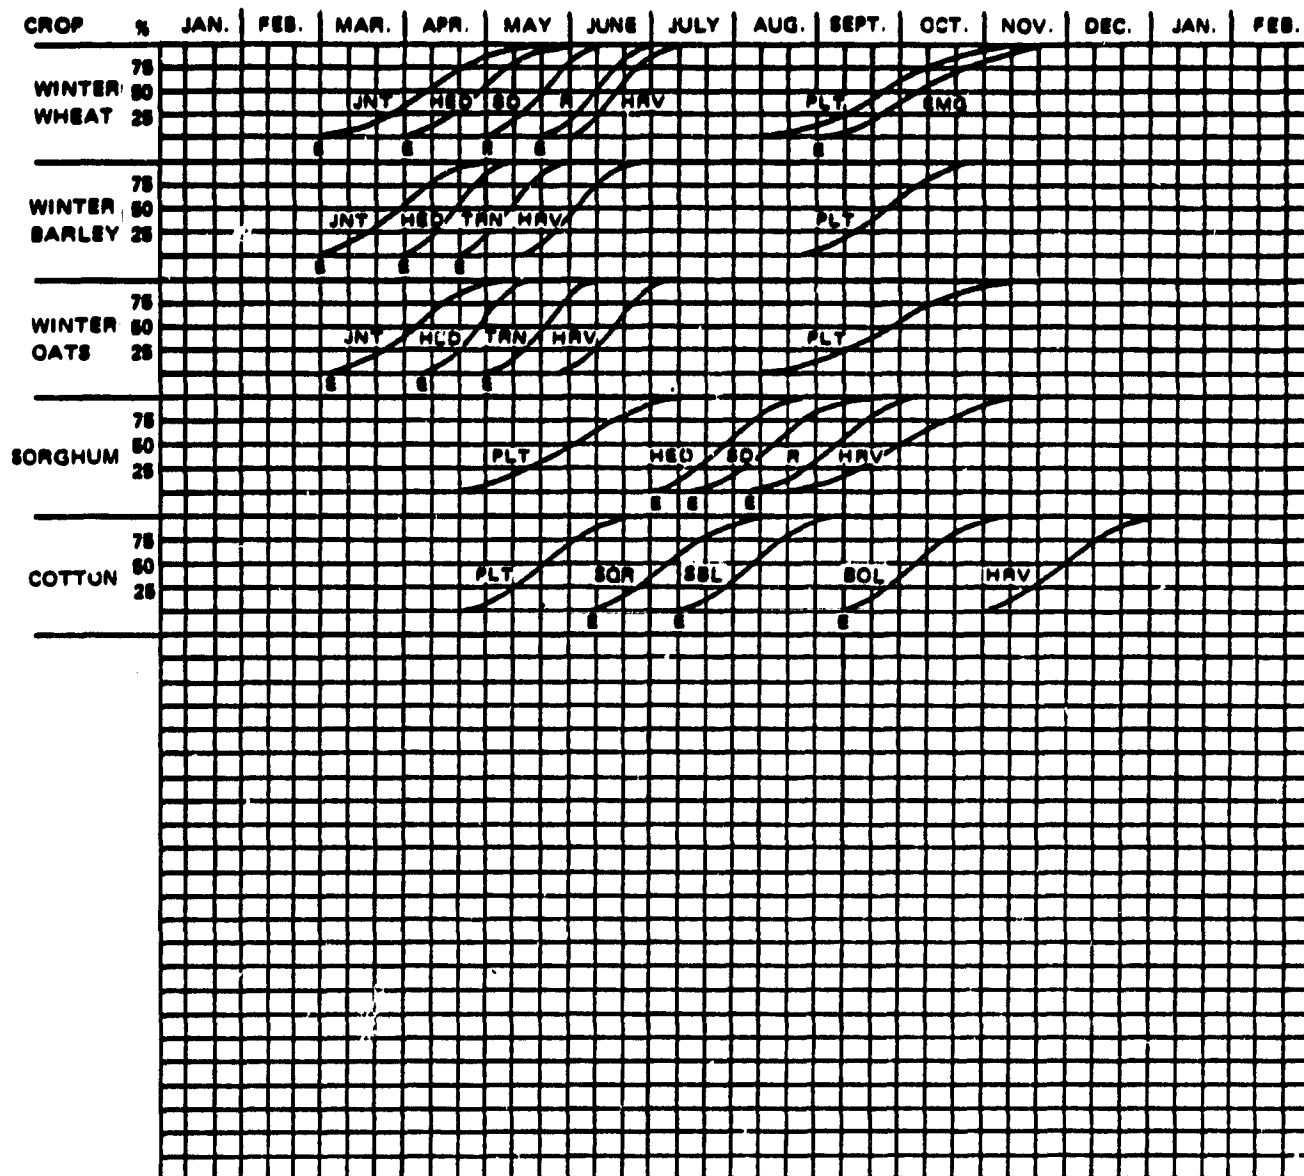 CROP % JAN. FEB. MAR. APR. MAY JUNE JULY AUG. SEPT. OCT. NOV. DEC. JAN. FEB.
75
WINTER 50
JNT HED SD R HRV PLT EMG
WHEAT 25
E E R E E
75
WINTER 50
JNT HED TRN HRV PLT
BARLEY 25
E E E
75
WINTER 50
JNT HED TRN HRV PLT
OATS 25
E E E
75
50
SORGHUM PLT HED SD R HRV
25
E E E
75
50
COTTON PLT SQR SBL BOL HRV
25
E E E